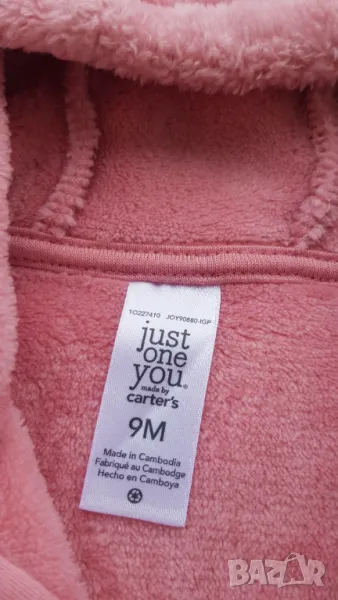 1O227410 JOY90880-IGP
just
one
you®
made by
carter's
9M
Made in Cambodia
Fabriqué au Cambodge
Hecho en Camboya
BAZAR